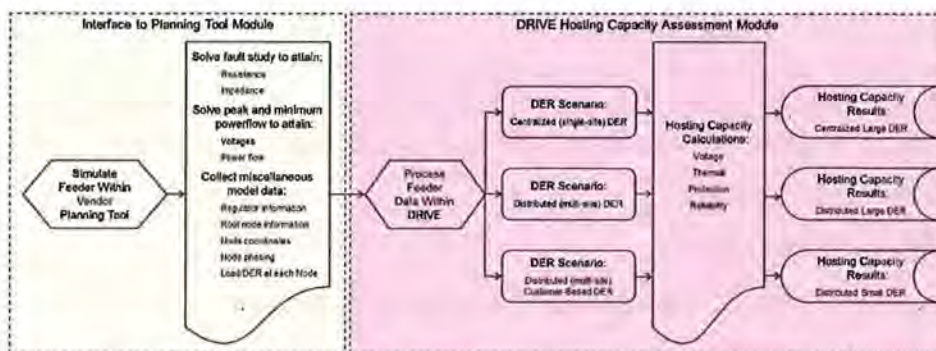 Interface to Planning Tool Module
DRIVE Hosting Capacity Assessment Module
Simulate
Feeder Within
Vendor
Planning Tool
Solve fault study to attain:
Resistance
Impedance
Solve peak and minimum
powerflow to attain:
Voltages
Power flow
Collect miscellaneous
model data:
Regulator information
Root node information
Node coordinates
Node phasing
Load/DER at each Node
Process
Feeder
Data Within
DRIVE
DER Scenario:
Centralized (single-site) DER
DER Scenario:
Distributed (multi-site) DER
DER Scenario:
Distributed (multi-site)
Customer-Based DER
Hosting Capacity
Calculations:
Voltage
Thermal
Protection
Reliability
Hosting Capacity
Results:
Centralized Large DER
Hosting Capacity
Results:
Distributed Large DER
Hosting Capacity
Results:
Distributed Small DER